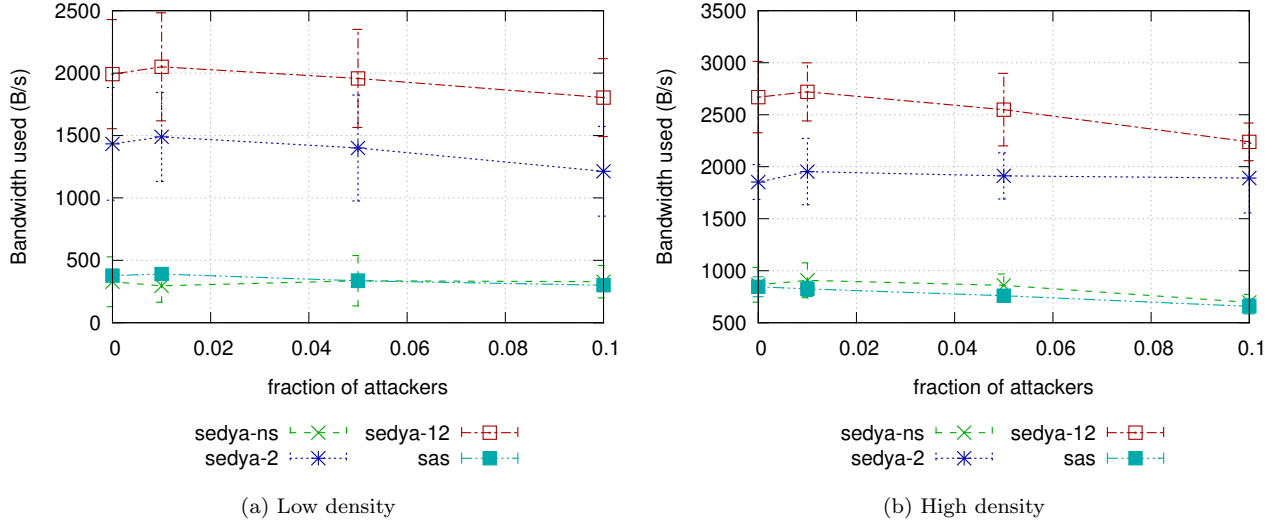 2500
2000
1500
1000
500
0
Bandwidth used (B/s)
0 0.02 0.04 0.06 0.08 0.1
fraction of attackers
sedya-ns sedya-12
sedya-2 sas
(a) Low density
3500
3000
2500
2000
1500
1000
500
Bandwidth used (B/s)
0 0.02 0.04 0.06 0.08 0.1
fraction of attackers
sedya-ns sedya-12
sedya-2 sas
(b) High density